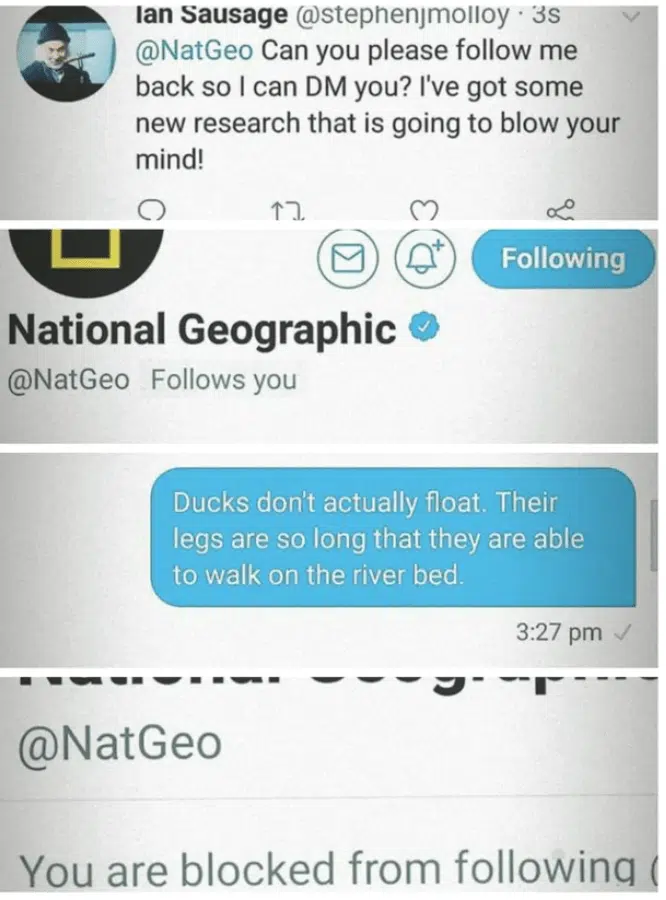 Ian Sausage @stephenjmolloy · 3s
@NatGeo Can you please follow me
back so I can DM you? I've got some
new research that is going to blow your
mind!
Following
National Geographic
@NatGeo Follows you
Ducks don't actually float. Their
legs are so long that they are able
to walk on the river bed.
3:27 pm ✓
National Geographic
@NatGeo
You are blocked from following